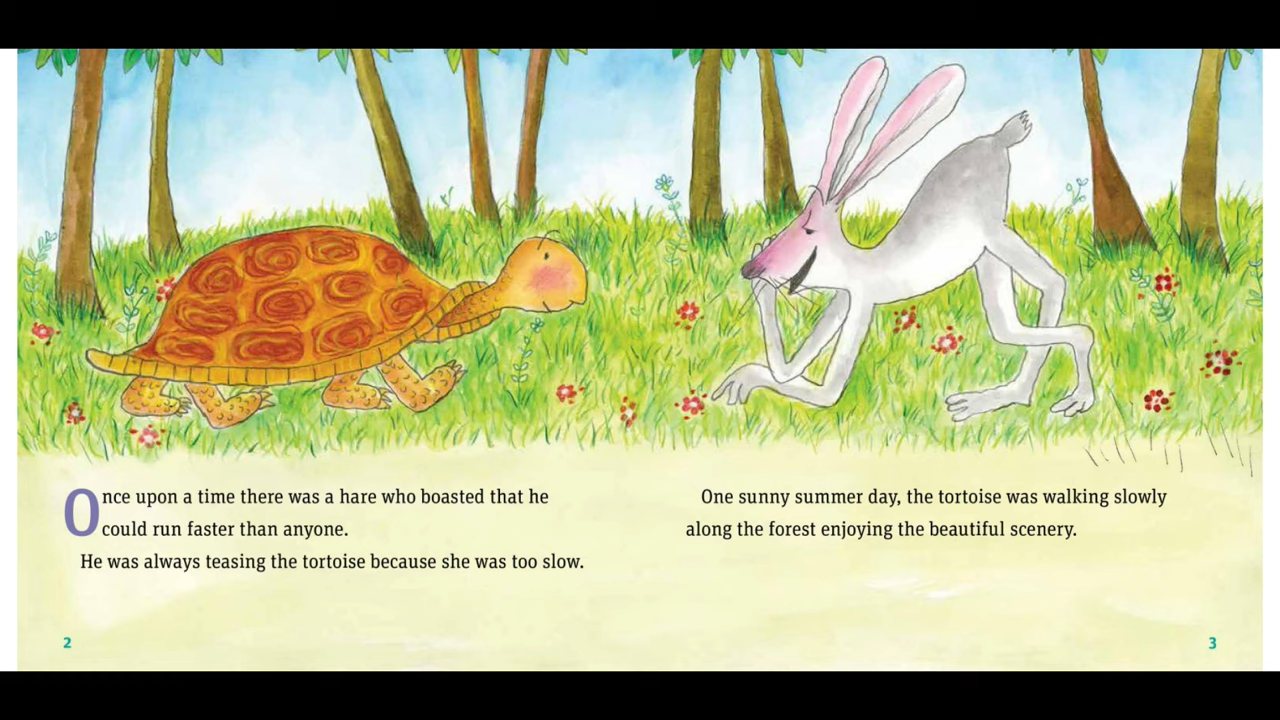 Once upon a time there was a hare who boasted that he
could run faster than anyone.
He was always teasing the tortoise because she was too slow.
One sunny summer day, the tortoise was walking slowly
along the forest enjoying the beautiful scenery.
2
3